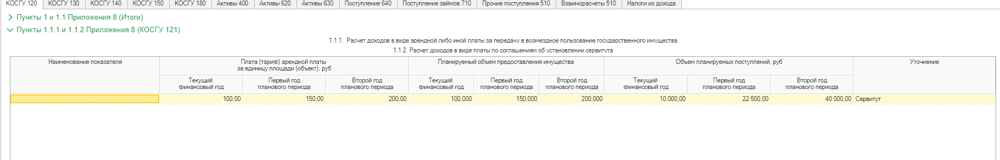 КОСГУ 120 КОСГУ 130 КОСГУ 140 КОСГУ 150 КОСГУ 180 Активы 400 Активы 620 Активы 630 Поступление 640 Поступление займов 710 Прочие поступления 510 Взаиморасчеты 510 Налоги из дохода
Пункты 1 и 1.1 Приложения 8 (Итоги)
Пункты 1.1.1 и 1.1.2 Приложения 8 (КОСГУ 121)
1.1.1. Расчет доходов в виде арендной либо иной платы за передачу в возмездное пользование государственного имущества
1.1.2. Расчет доходов в виде платы по соглашениям об установлении сервитута
Наименование показателя
Плата (тариф) арендной платы
за единицу площади (объект), руб
Планируемый объем предоставления имущества
Объем планируемых поступлений, руб
Уточнение
Текущий
финансовый год
Первый год
планового периода
Второй год
планового периода
Текущий
финансовый год
Первый год
планового периода
Второй год
планового периода
Текущий
финансовый год
Первый год
планового периода
Второй год
планового периода
100,00 150,00 200,00 100,000 150,000 200,000 10 000,00 22 500,00 40 000,00 Сервитут